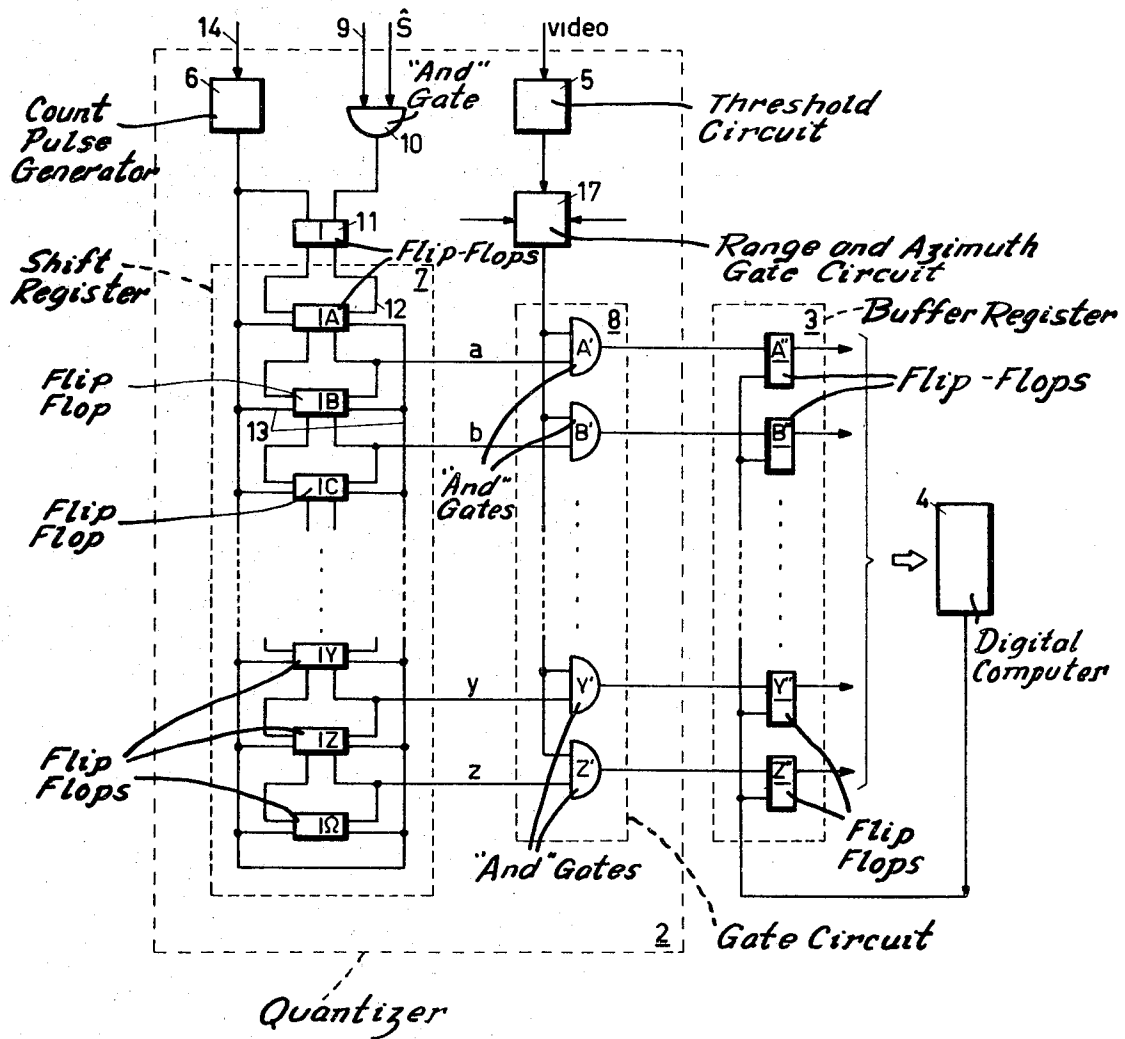 14
9
Ŝ
video
6
"And"
Gate
5
Count
Pulse
Generator
10
Threshold
Circuit
17
I
11
Flip-Flops
Range and Azimuth
Gate Circuit
Shift
Register
7
12
IA
8
3
Buffer Register
a
A'
A"
Flip
Flop
IB
13
b
B'
B"
Flip-Flops
"And"
Gates
IC
Flip
Flop
4
Digital
Computer
IY
y
Y'
Y"
Flip
Flops
IZ
z
Z'
Z"
IΩ
Flip
Flops
"And" Gates
2
Gate Circuit
Quantizer